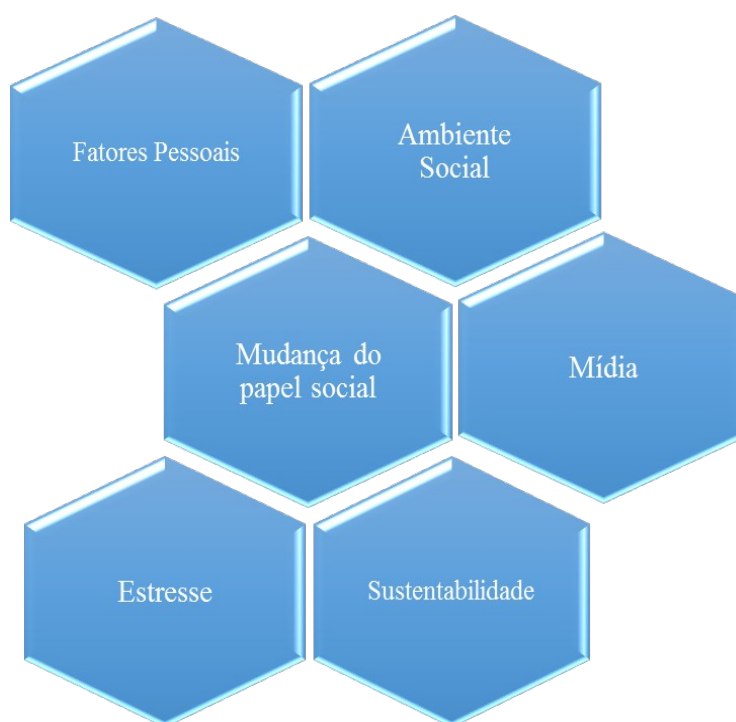 Fatores Pessoais
Ambiente
Social
Mudança do
papel social
Mídia
Estresse
Sustentabilidade